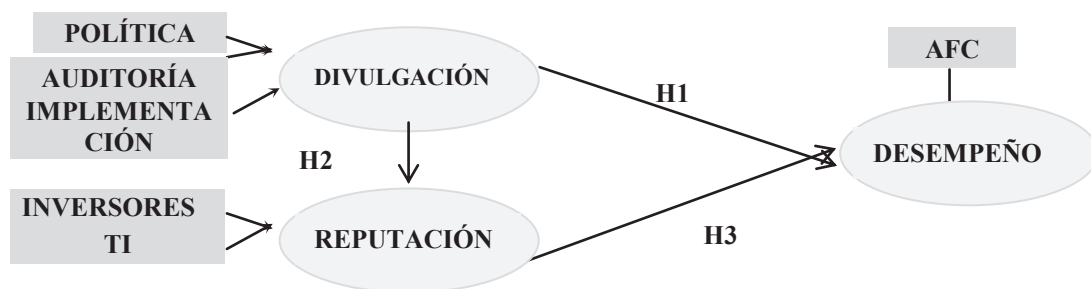 POLÍTICA
AUDITORÍA
IMPLEMENTA
CIÓN
INVERSORES
TI
DIVULGACIÓN
H2
REPUTACIÓN
H1
H3
AFC
DESEMPEÑO